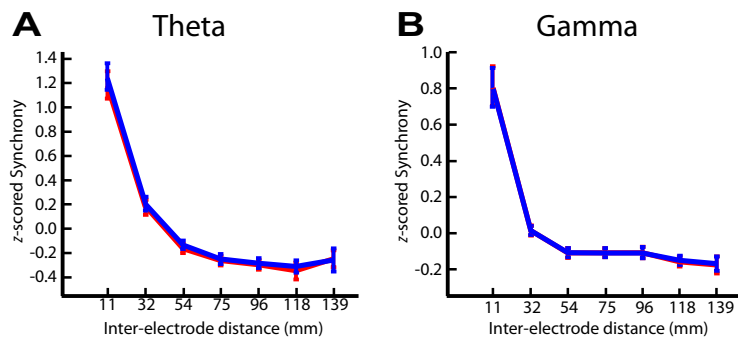 A Theta
z-scored Synchrony
1.4
1.2
1.0
0.8
0.6
0.4
0.2
0.0
-0.2
-0.4
11 32 54 75 96 118 139
Inter-electrode distance (mm)
B Gamma
z-scored Synchrony
1.0
0.8
0.6
0.4
0.2
0.0
-0.2
11 32 54 75 96 118 139
Inter-electrode distance (mm)